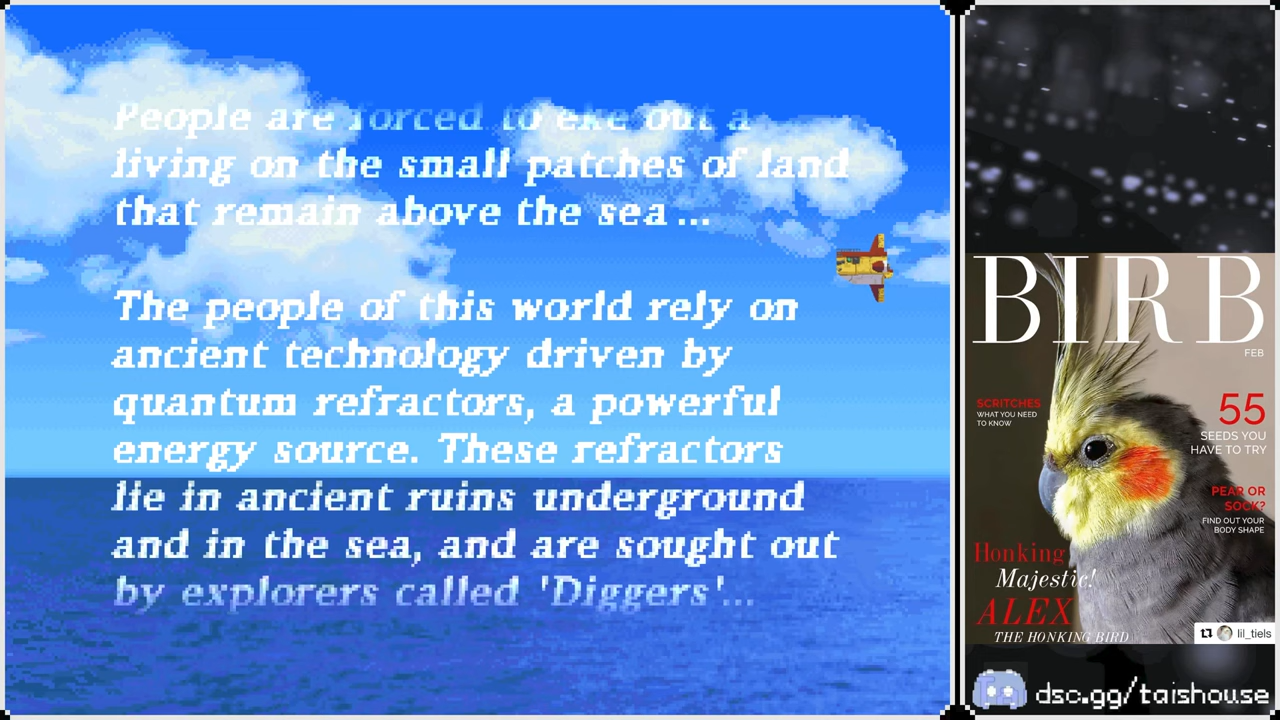 People are forced to eke out a
living on the small patches of land
that remain above the sea...
The people of this world rely on
ancient technology driven by
quantum refractors, a powerful
energy source. These refractors
lie in ancient ruins underground
and in the sea, and are sought out
by explorers called 'Diggers'...
BIRB
FEB
SCRITCHES
WHAT YOU NEED
TO KNOW
55
SEEDS YOU
HAVE TO TRY
PEAR OR
SOCK?
FIND OUT YOUR
BODY SHAPE
Honking
Majestic!
ALEX
THE HONKING BIRD
lil_tiels
dsc.gg/taishouse